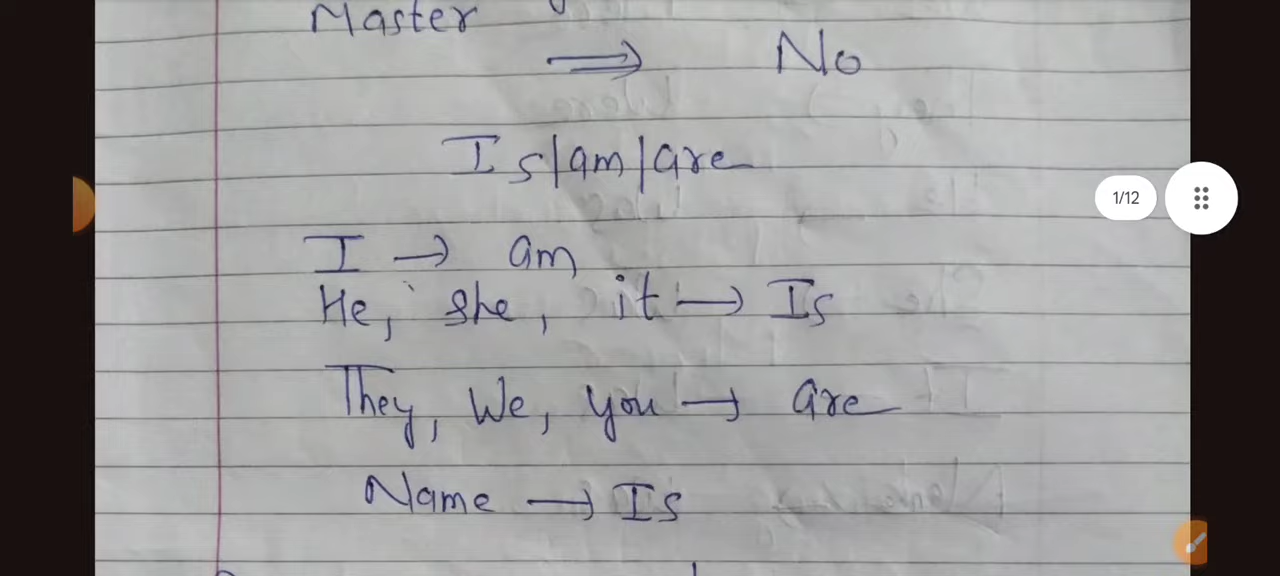 Master
⟹ No
Is|am|are
I → am
He, she, it → Is
They, We, you → are
Name → Is
1/12